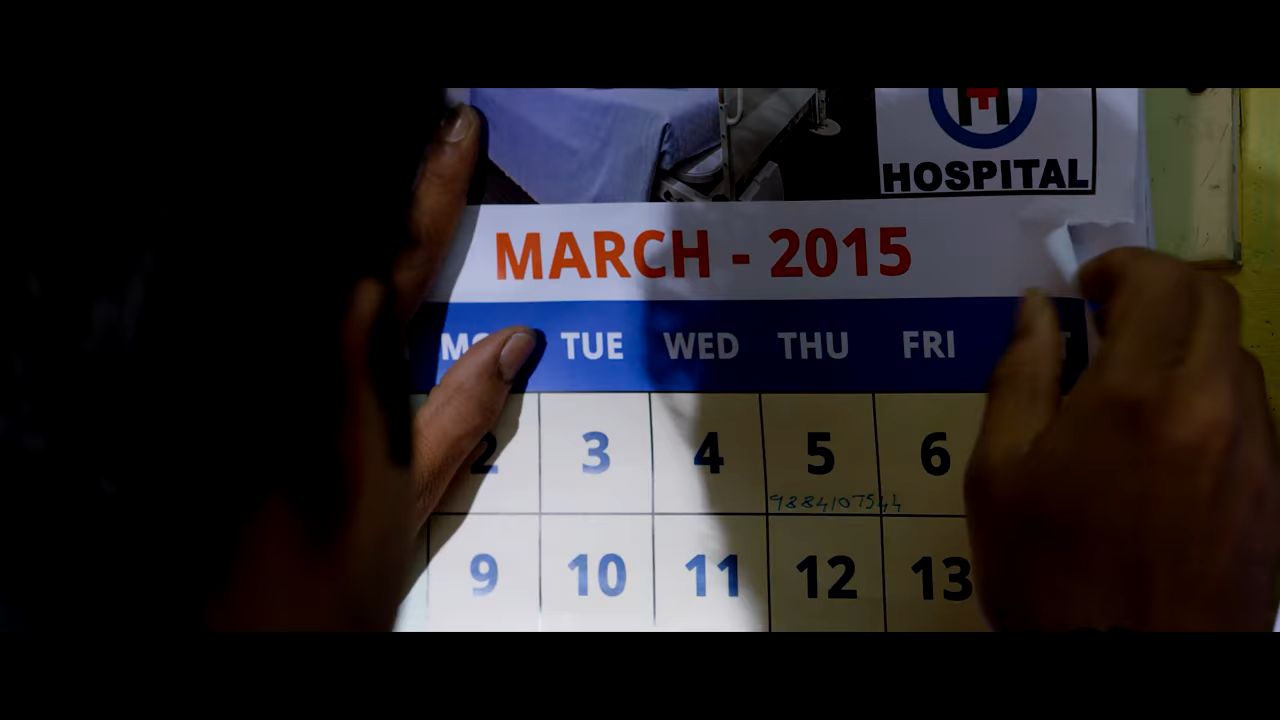 HOSPITAL
MARCH - 2015
TUE WED THU FRI
2 3 4 5 6
9884107544
9 10 11 12 13